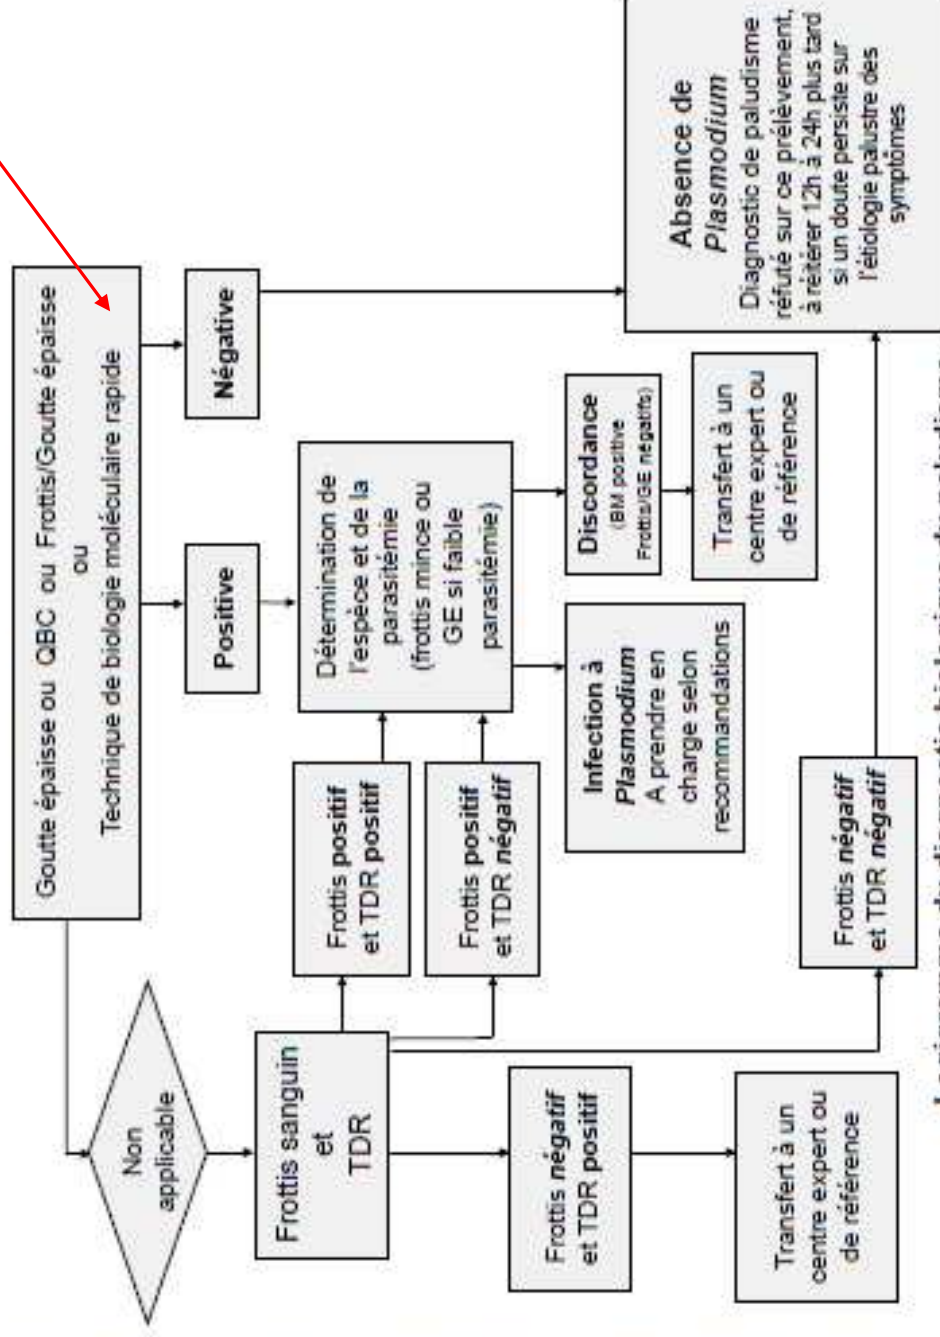 Goutte épaisse ou QBC ou Frottis/Goutte épaisse
ou
Technique de biologie moléculaire rapide
Non
applicable
Positive
Négative
Frottis sanguin
et
TDR
Frottis positif
et TDR positif
Frottis positif
et TDR négatif
Détermination de
l'espèce et de la
parasitémie
(frottis mince ou
GE si faible
parasitémie)
Frottis négatif
et TDR positif
Infection à
Plasmodium
A prendre en
charge selon
recommandations
Discordance
(BM positive
Frottis/GE négatifs)
Transfert à un
centre expert ou
de référence
Transfert à un
centre expert ou
de référence
Frottis négatif
et TDR négatif
Absence de
Plasmodium
Diagnostic de paludisme
réfuté sur ce prélèvement,
à réitérer 12h à 24h plus tard
si un doute persiste sur
l'étiologie palustre des
symptômes